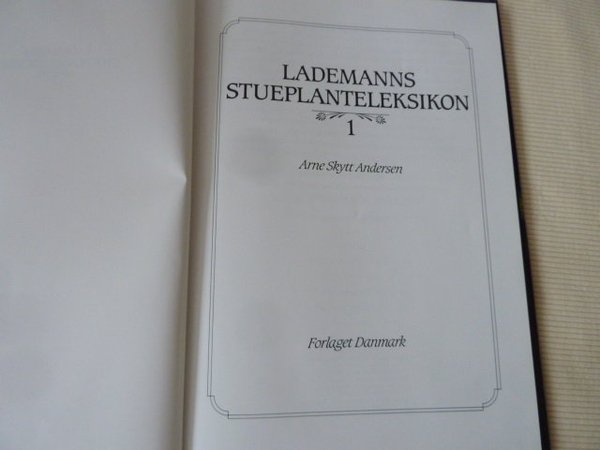 LADEMANNS
STUEPLANTELEKSIKON
1
Arne Skytt Andersen
Forlaget Danmark